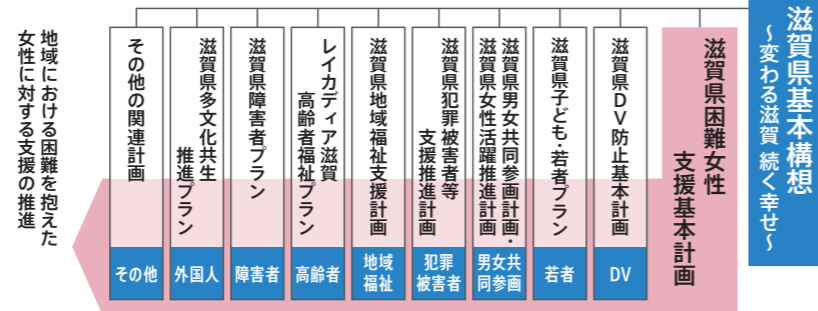 滋賀県基本構想
～変わる滋賀 続く幸せ～
滋賀県困難女性
支援基本計画
滋賀県DV防止基本計画
DV
滋賀県子ども・若者プラン
若者
滋賀県男女共同参画計画・
滋賀県女性活躍推進計画
男女共
同参画
滋賀県犯罪被害者等
支援推進計画
犯罪
被害者
滋賀県地域福祉支援計画
地域
福祉
レイカディア滋賀
高齢者福祉プラン
高齢者
滋賀県障害者プラン
障害者
滋賀県多文化共生
推進プラン
外国人
その他の関連計画
その他
地域における困難を抱えた
女性に対する支援の推進